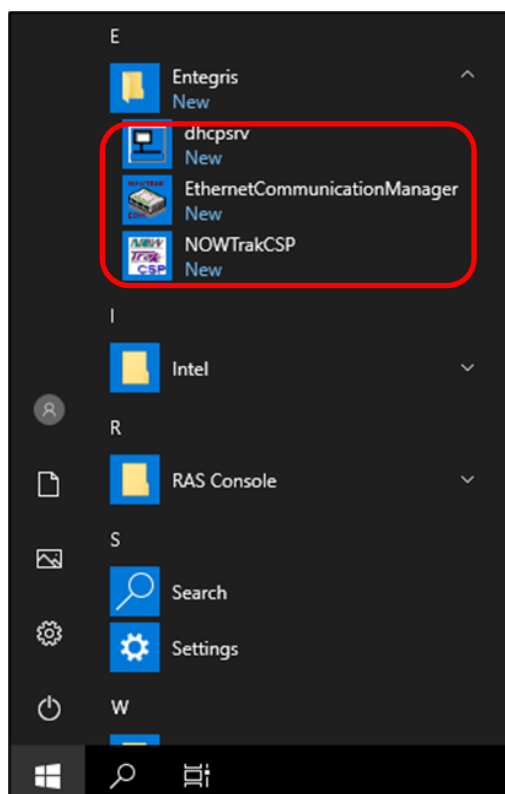 E
Entegris
New
dhcpsrv
New
EthernetCommunicationManager
New
NOWTrakCSP
New
I
Intel
R
RAS Console
S
Search
Settings
W